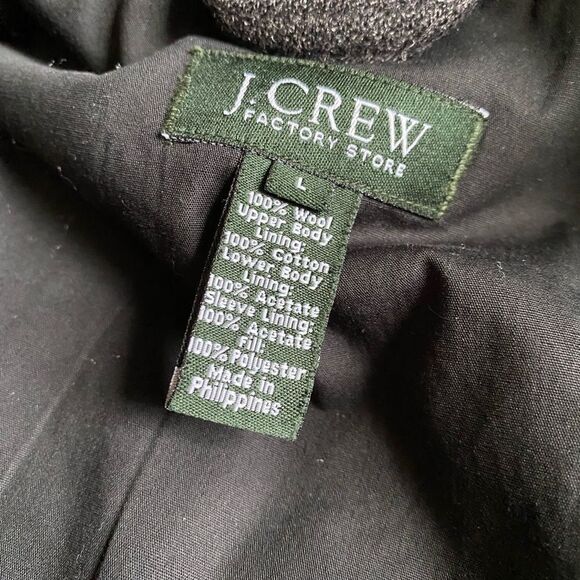 J.CREW
FACTORY STORE
L
100% Wool
Upper Body
Lining:
100% Cotton
Lower Body
Lining:
100% Acetate
Sleeve Lining:
100% Acetate
Fill:
100% Polyester
Made in
Philippines